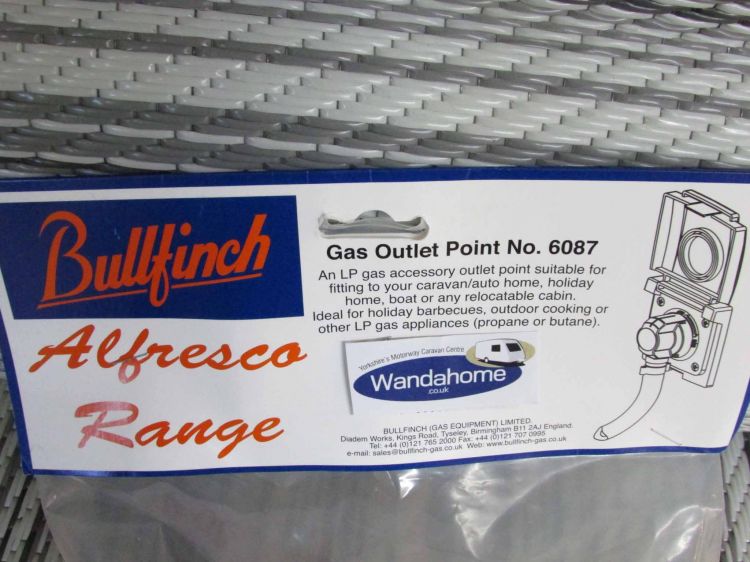 Bullfinch
Alfresco
Range
Gas Outlet Point No. 6087
An LP gas accessory outlet point suitable for
fitting to your caravan/auto home, holiday
home, boat or any relocatable cabin.
Ideal for holiday barbecues, outdoor cooking or
other LP gas appliances (propane or butane).
Yorkshire's Motorway Caravan Centre
Wandahome
.co.uk
BULLFINCH (GAS EQUIPMENT) LIMITED.
Diadem Works, Kings Road, Tyseley, Birmingham B11 2AJ England.
Tel: +44 (0)121 765 2000 Fax: +44 (0)121 707 0995
e-mail: sales@bullfinch-gas.co.uk Web: www.bullfinch-gas.co.uk